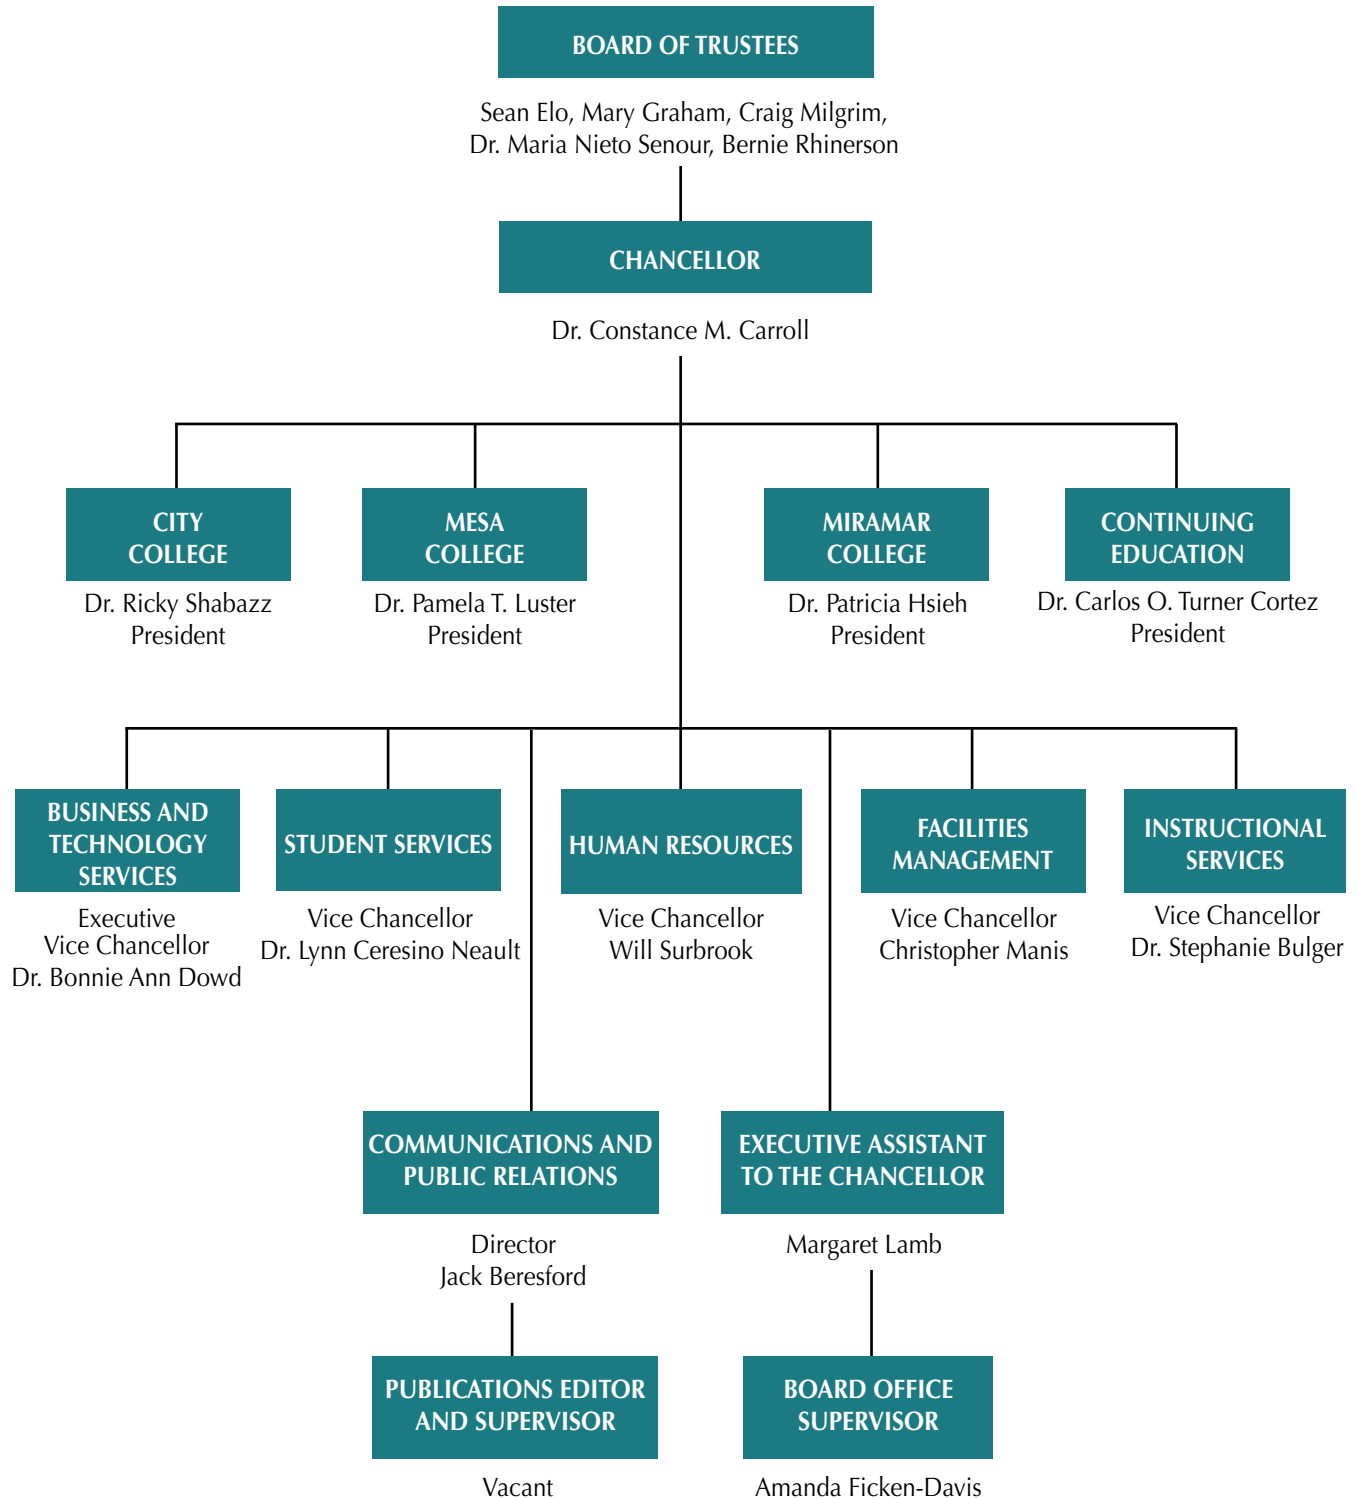 BOARD OF TRUSTEES
Sean Elo, Mary Graham, Craig Milgrim,
Dr. Maria Nieto Senour, Bernie Rhinerson
CHANCELLOR
Dr. Constance M. Carroll
CITY
COLLEGE
Dr. Ricky Shabazz
President
MESA
COLLEGE
Dr. Pamela T. Luster
President
MIRAMAR
COLLEGE
Dr. Patricia Hsieh
President
CONTINUING
EDUCATION
Dr. Carlos O. Turner Cortez
President
BUSINESS AND
TECHNOLOGY
SERVICES
Executive
Vice Chancellor
Dr. Bonnie Ann Dowd
STUDENT SERVICES
Vice Chancellor
Dr. Lynn Ceresino Neault
HUMAN RESOURCES
Vice Chancellor
Will Surbrook
FACILITIES
MANAGEMENT
Vice Chancellor
Christopher Manis
INSTRUCTIONAL
SERVICES
Vice Chancellor
Dr. Stephanie Bulger
COMMUNICATIONS AND
PUBLIC RELATIONS
Director
Jack Beresford
EXECUTIVE ASSISTANT
TO THE CHANCELLOR
Margaret Lamb
PUBLICATIONS EDITOR
AND SUPERVISOR
Vacant
BOARD OFFICE
SUPERVISOR
Amanda Ficken-Davis